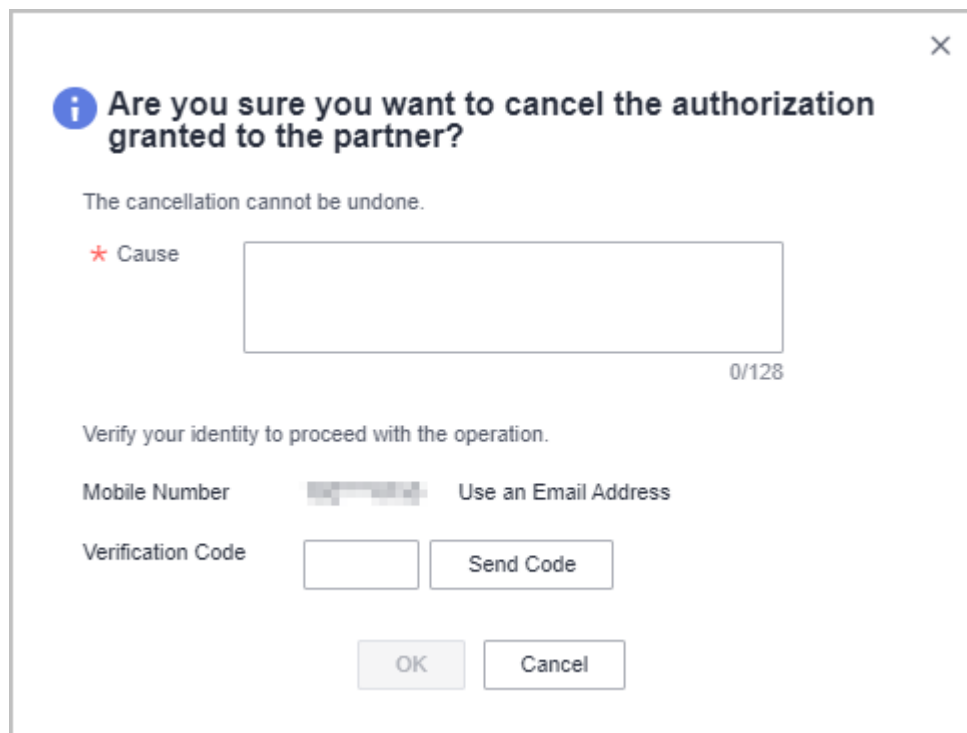 Are you sure you want to cancel the authorization
granted to the partner?
The cancellation cannot be undone.
* Cause
0/128
Verify your identity to proceed with the operation.
Mobile Number Use an Email Address
Verification Code Send Code
OK Cancel